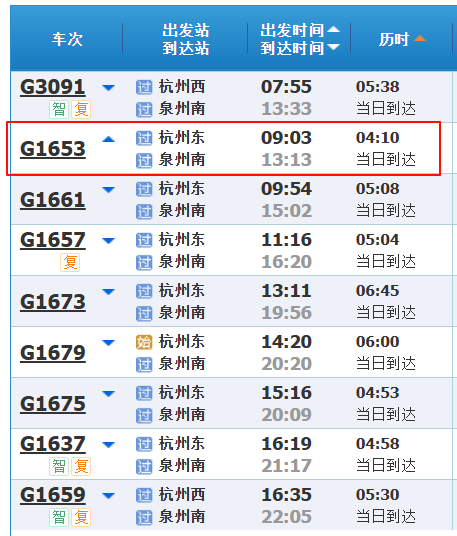 车次 出发站 到达站 出发时间 到达时间 历时
G3091 过 杭州西 07:55 05:38
智 复 过 泉州南 13:33 当日到达
G1653 过 杭州东 09:03 04:10
过 泉州南 13:13 当日到达
G1661 过 杭州东 09:54 05:08
过 泉州南 15:02 当日到达
G1657 过 杭州东 11:16 05:04
复 过 泉州南 16:20 当日到达
G1673 过 杭州东 13:11 06:45
过 泉州南 19:56 当日到达
G1679 始 杭州东 14:20 06:00
过 泉州南 20:20 当日到达
G1675 过 杭州东 15:16 04:53
过 泉州南 20:09 当日到达
G1637 过 杭州东 16:19 04:58
智 复 过 泉州南 21:17 当日到达
G1659 过 杭州西 16:35 05:30
智 复 过 泉州南 22:05 当日到达